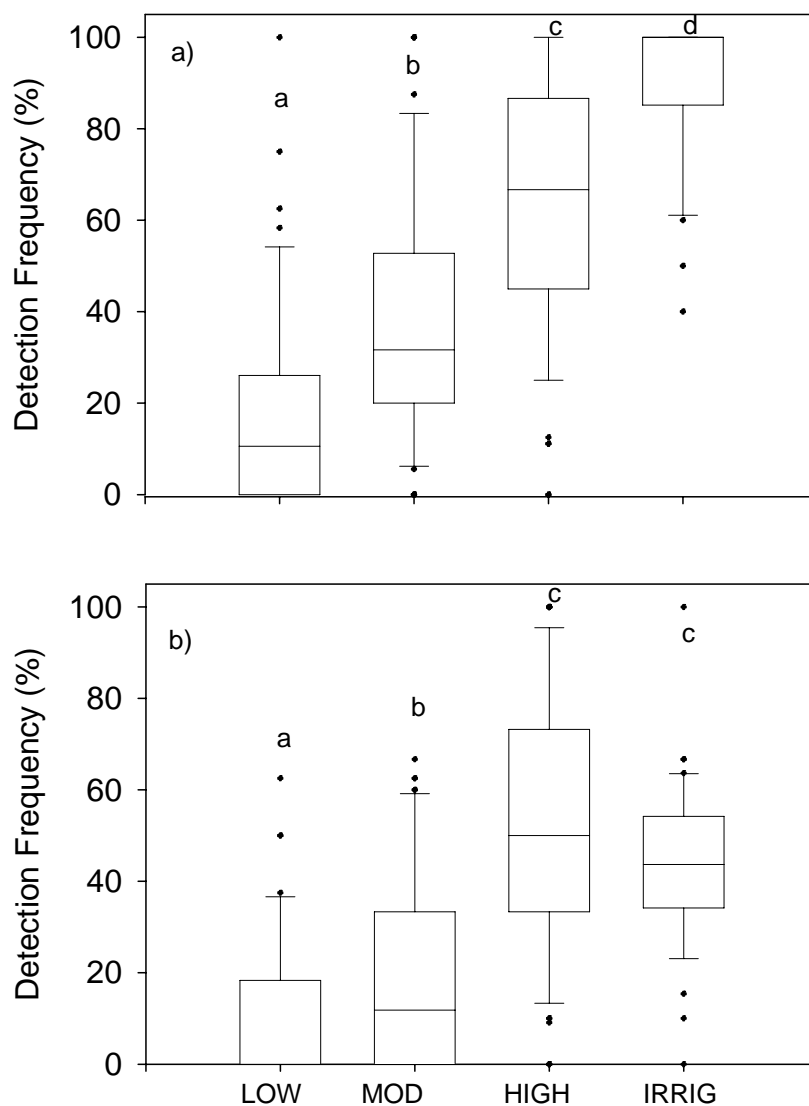 a)
Detection Frequency (%)
100
80
60
40
20
0
a
b
c
d
b)
Detection Frequency (%)
100
80
60
40
20
0
a
b
c
c
LOW MOD HIGH IRRIG